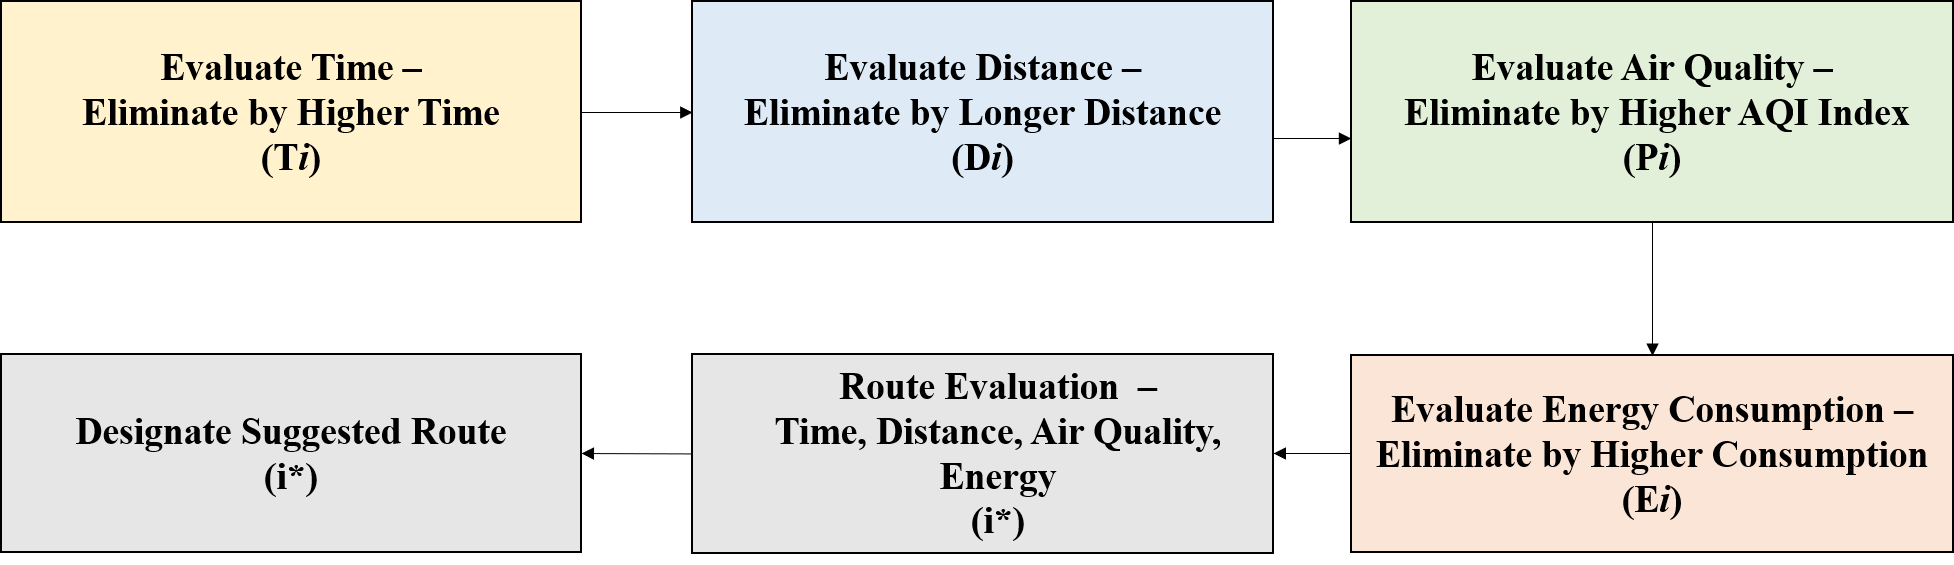 Evaluate Time –
Eliminate by Higher Time
(Ti)
Evaluate Distance –
Eliminate by Longer Distance
(Di)
Evaluate Air Quality –
Eliminate by Higher AQI Index
(Pi)
Evaluate Energy Consumption –
Eliminate by Higher Consumption
(Ei)
Route Evaluation –
Time, Distance, Air Quality,
Energy
(i*)
Designate Suggested Route
(i*)